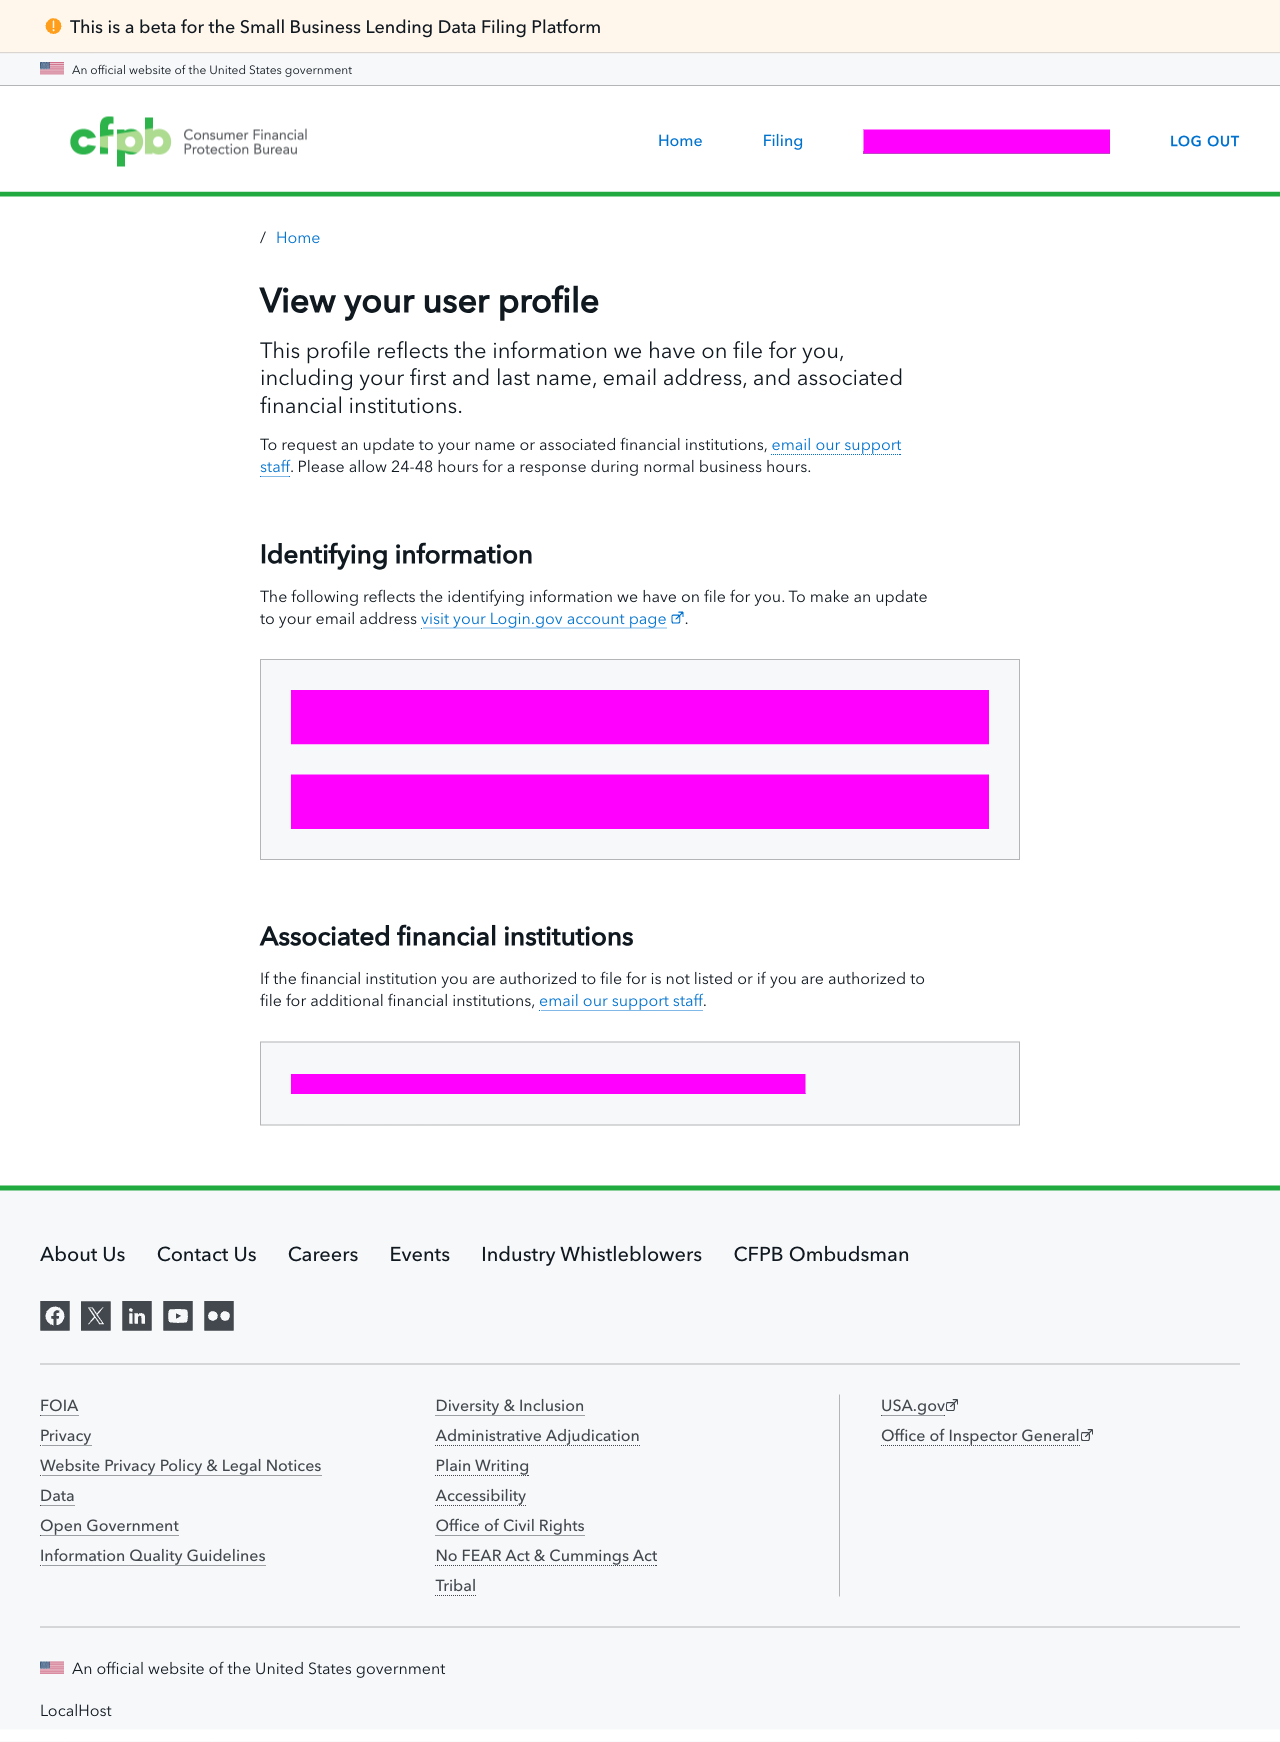 This is a beta for the Small Business Lending Data Filing Platform
An official website of the United States government
cfpb Consumer Financial
Protection Bureau
Home
Filing
LOG OUT
/ Home
View your user profile
This profile reflects the information we have on file for you,
including your first and last name, email address, and associated
financial institutions.
To request an update to your name or associated financial institutions, email our support
staff. Please allow 24-48 hours for a response during normal business hours.
Identifying information
The following reflects the identifying information we have on file for you. To make an update
to your email address visit your Login.gov account page.
Associated financial institutions
If the financial institution you are authorized to file for is not listed or if you are authorized to
file for additional financial institutions, email our support staff.
About Us
Contact Us
Careers
Events
Industry Whistleblowers
CFPB Ombudsman
FOIA
Privacy
Website Privacy Policy & Legal Notices
Data
Open Government
Information Quality Guidelines
Diversity & Inclusion
Administrative Adjudication
Plain Writing
Accessibility
Office of Civil Rights
No FEAR Act & Cummings Act
Tribal
USA.gov
Office of Inspector General
An official website of the United States government
LocalHost